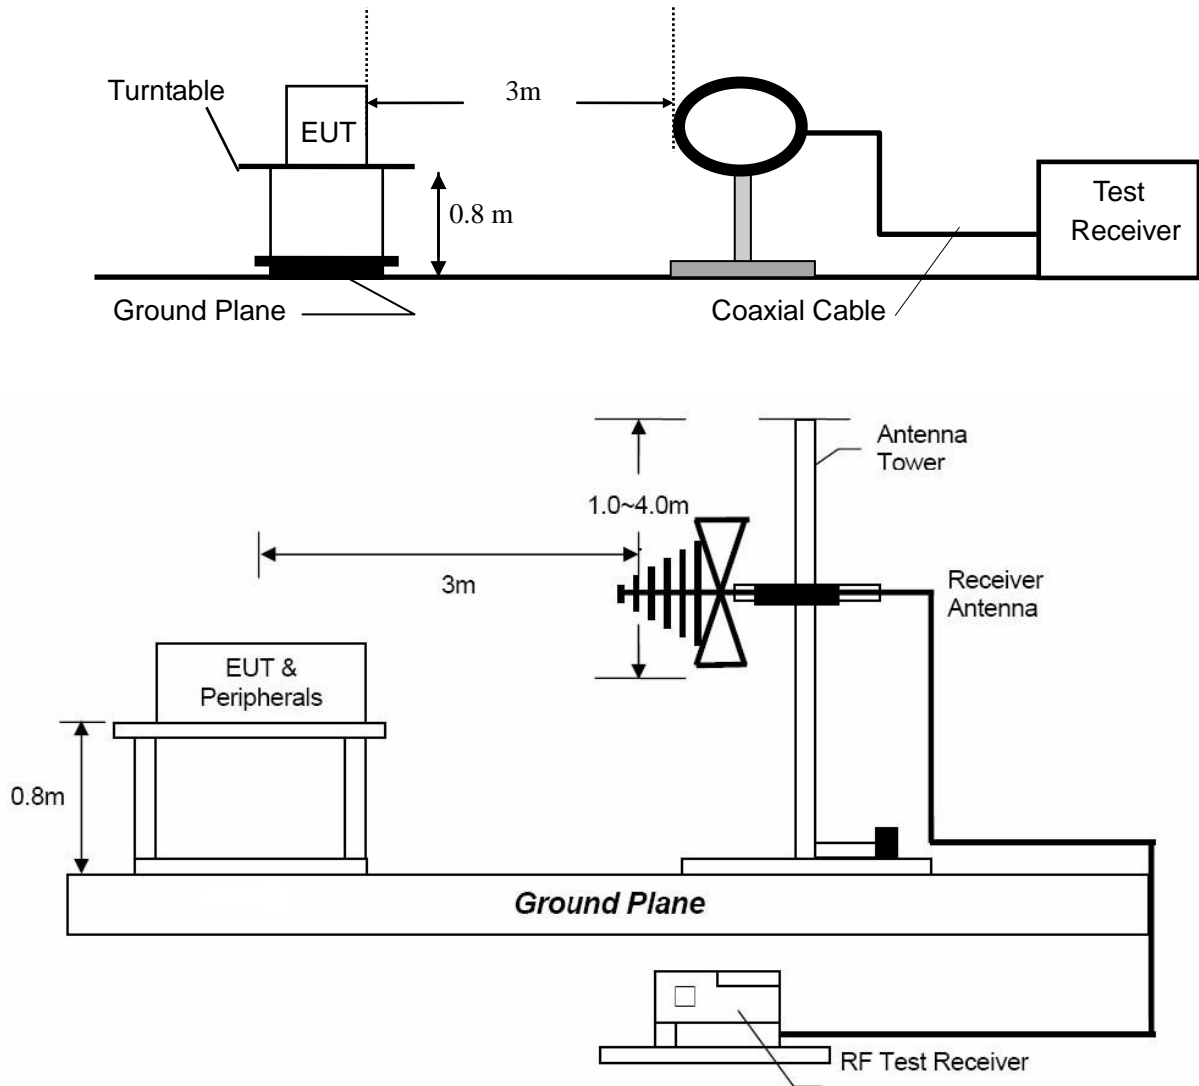 Turntable
3m
EUT
0.8 m
Test
Receiver
Ground Plane
Coaxial Cable
Antenna
Tower
1.0~4.0m
3m
Receiver
Antenna
EUT &
Peripherals
0.8m
Ground Plane
RF Test Receiver